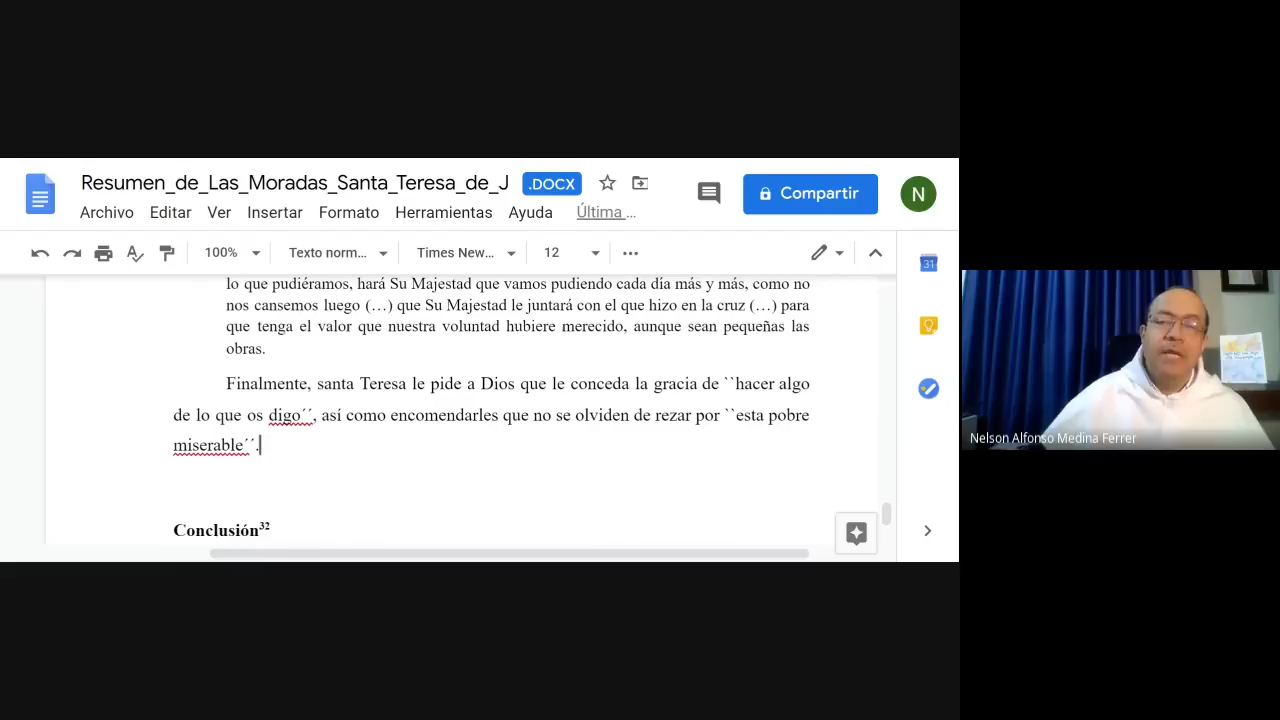 Resumen_de_Las_Moradas_Santa_Teresa_de_J .DOCX
Compartir
N
Archivo Editar Ver Insertar Formato Herramientas Ayuda Última ...
100% Texto norm... Times New... 12
31
lo que pudiéramos, hará Su Majestad que vamos pudiendo cada día más y más, como no
nos cansemos luego (…) que Su Majestad le juntará con el que hizo en la cruz (…) para
que tenga el valor que nuestra voluntad hubiere merecido, aunque sean pequeñas las
obras.
Finalmente, santa Teresa le pide a Dios que le conceda la gracia de ``hacer algo
de lo que os digo´´, así como encomendarles que no se olviden de rezar por ``esta pobre
miserable´´.
Conclusión³²
Nelson Alfonso Medina Ferrer